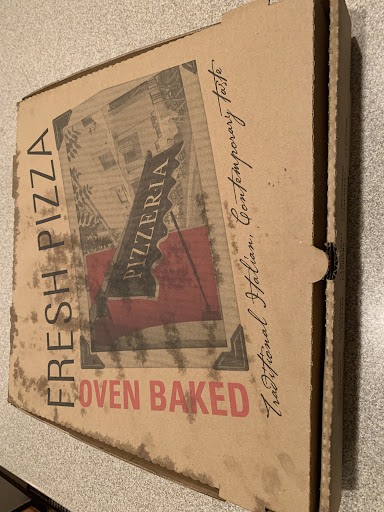 FRESH PIZZA
PIZZERIA
OVEN BAKED
Traditional Italian, Contemporary taste